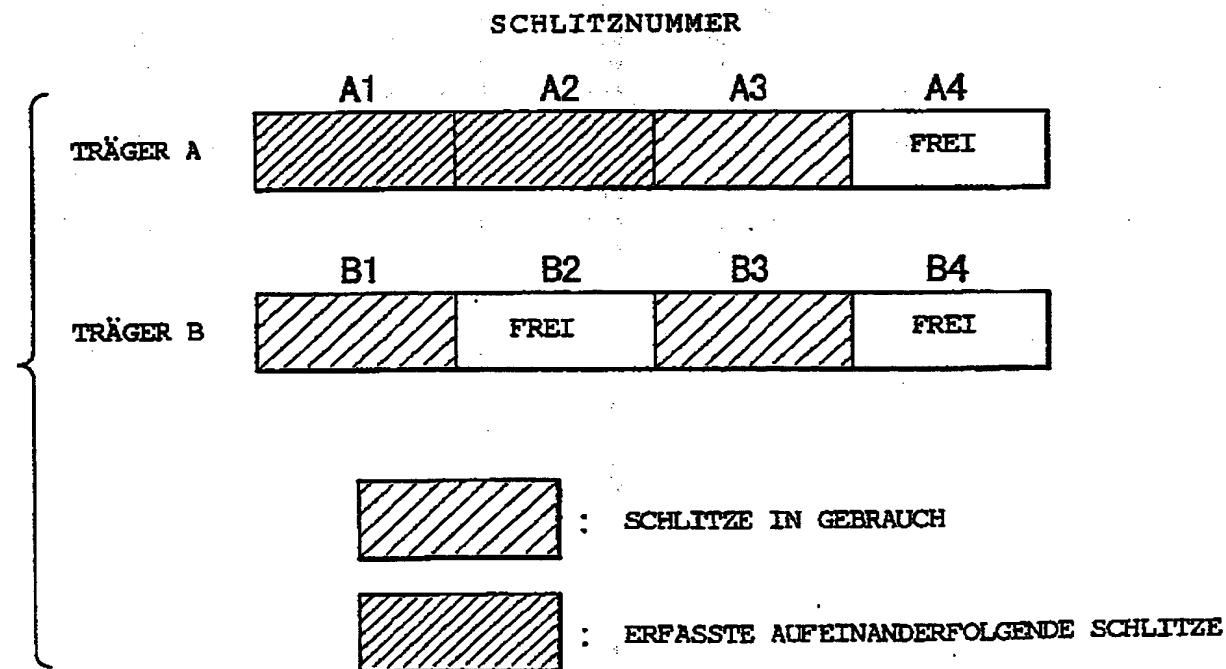 SCHLITZNUMMER
A1 A2 A3 A4
TRÄGER A FREI
B1 B2 B3 B4
TRÄGER B FREI FREI
: SCHLITZE IN GEBRAUCH
: ERFASSTE AUFEINANDERFOLGENDE SCHLITZE